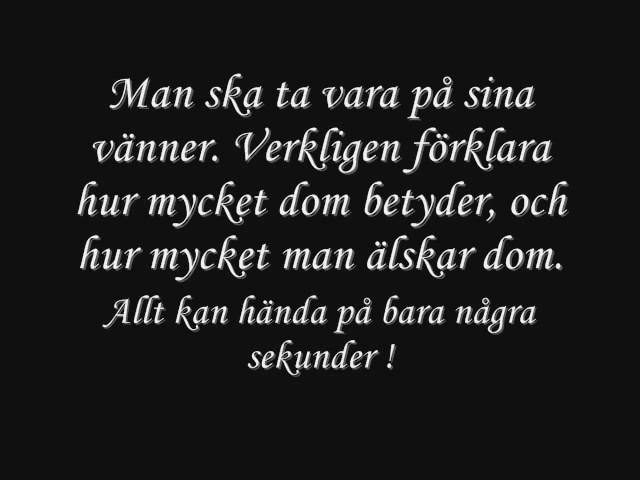 Man ska ta vara på sina
vänner. Verkligen förklara
hur mycket dom betyder, och
hur mycket man älskar dom.
Allt kan hända på bara några
sekunder !